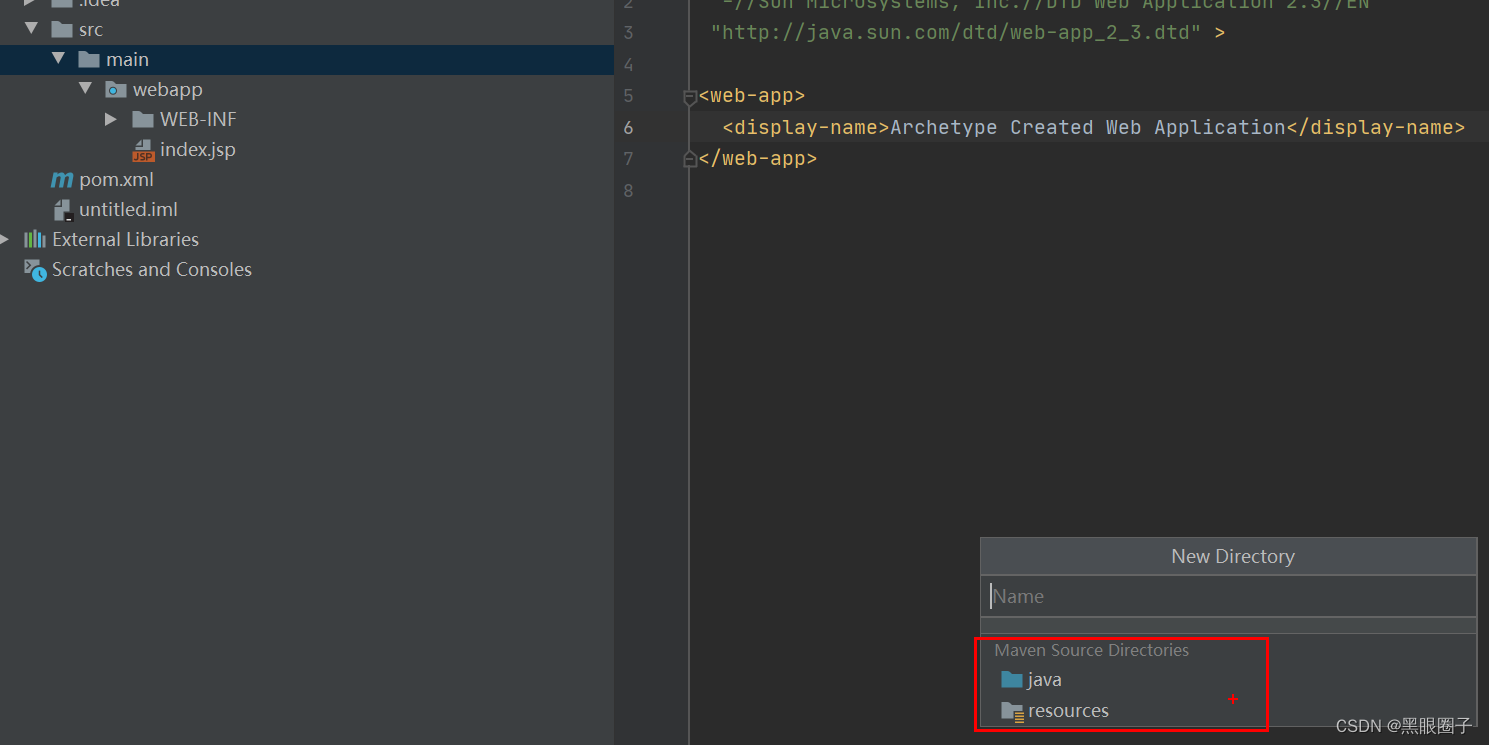 .idea
src
main
webapp
WEB-INF
index.jsp
JSP
m pom.xml
untitled.iml
External Libraries
Scratches and Consoles
2 "-//Sun Microsystems, Inc.//DTD Web Application 2.3//EN"
3 "http://java.sun.com/dtd/web-app_2_3.dtd" >
4
5 <web-app>
6 <display-name>Archetype Created Web Application</display-name>
7 </web-app>
8
New Directory
Name
Maven Source Directories
java
resources
CSDN @黑眼圈子